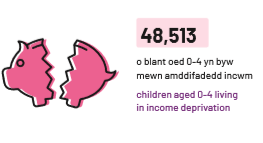 48,513
o blant oed 0-4 yn byw
mewn amddifadedd incwm
children aged 0-4 living
in income deprivation